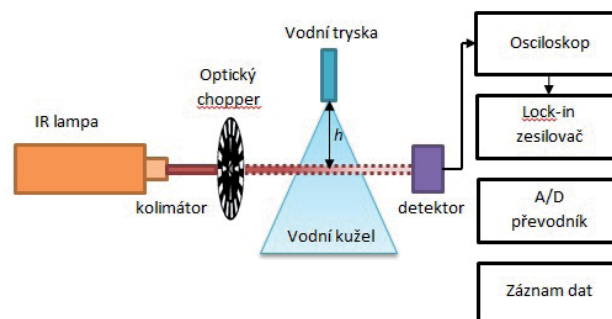 Vodní tryska
Optický
chopper
IR lampa
h
kolimátor
detektor
Vodní kužel
Osciloskop
Lock-in
zesilovač
A/D
převodník
Záznam dat